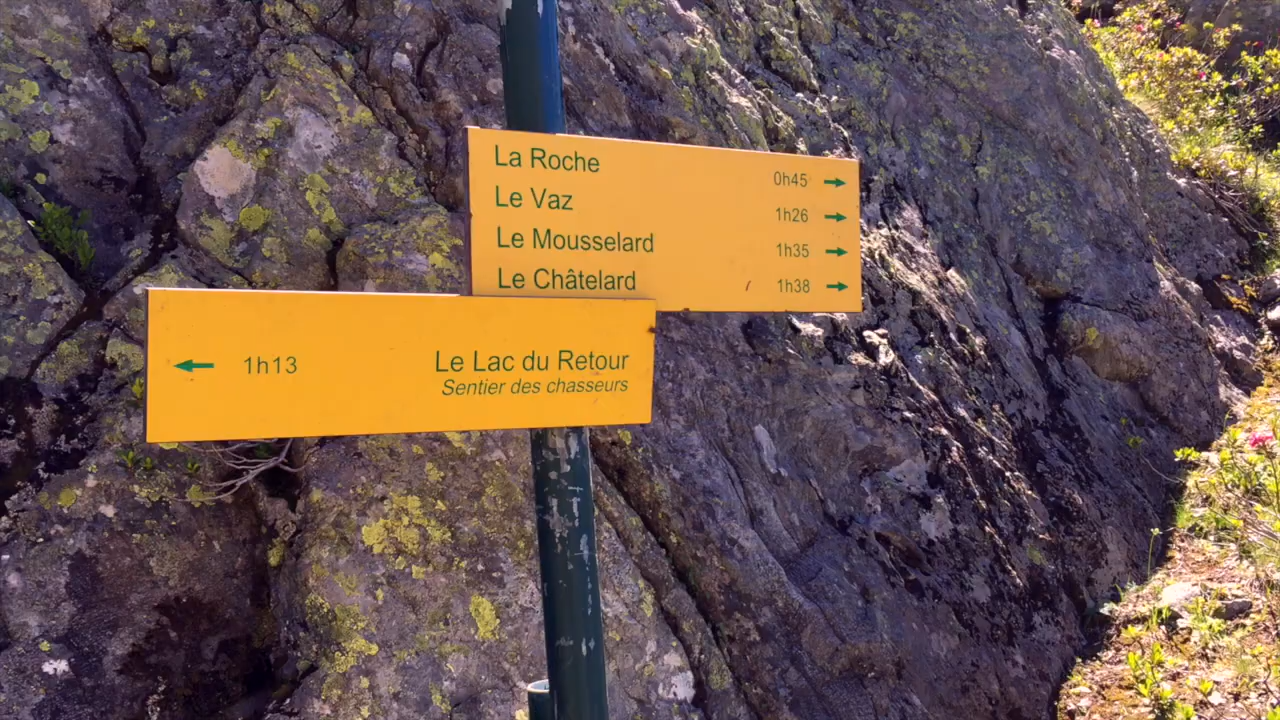 La Roche 0h45 →
Le Vaz 1h26 →
Le Mousselard 1h35 →
Le Châtelard 1h38 →
← 1h13 Le Lac du Retour
Sentier des chasseurs